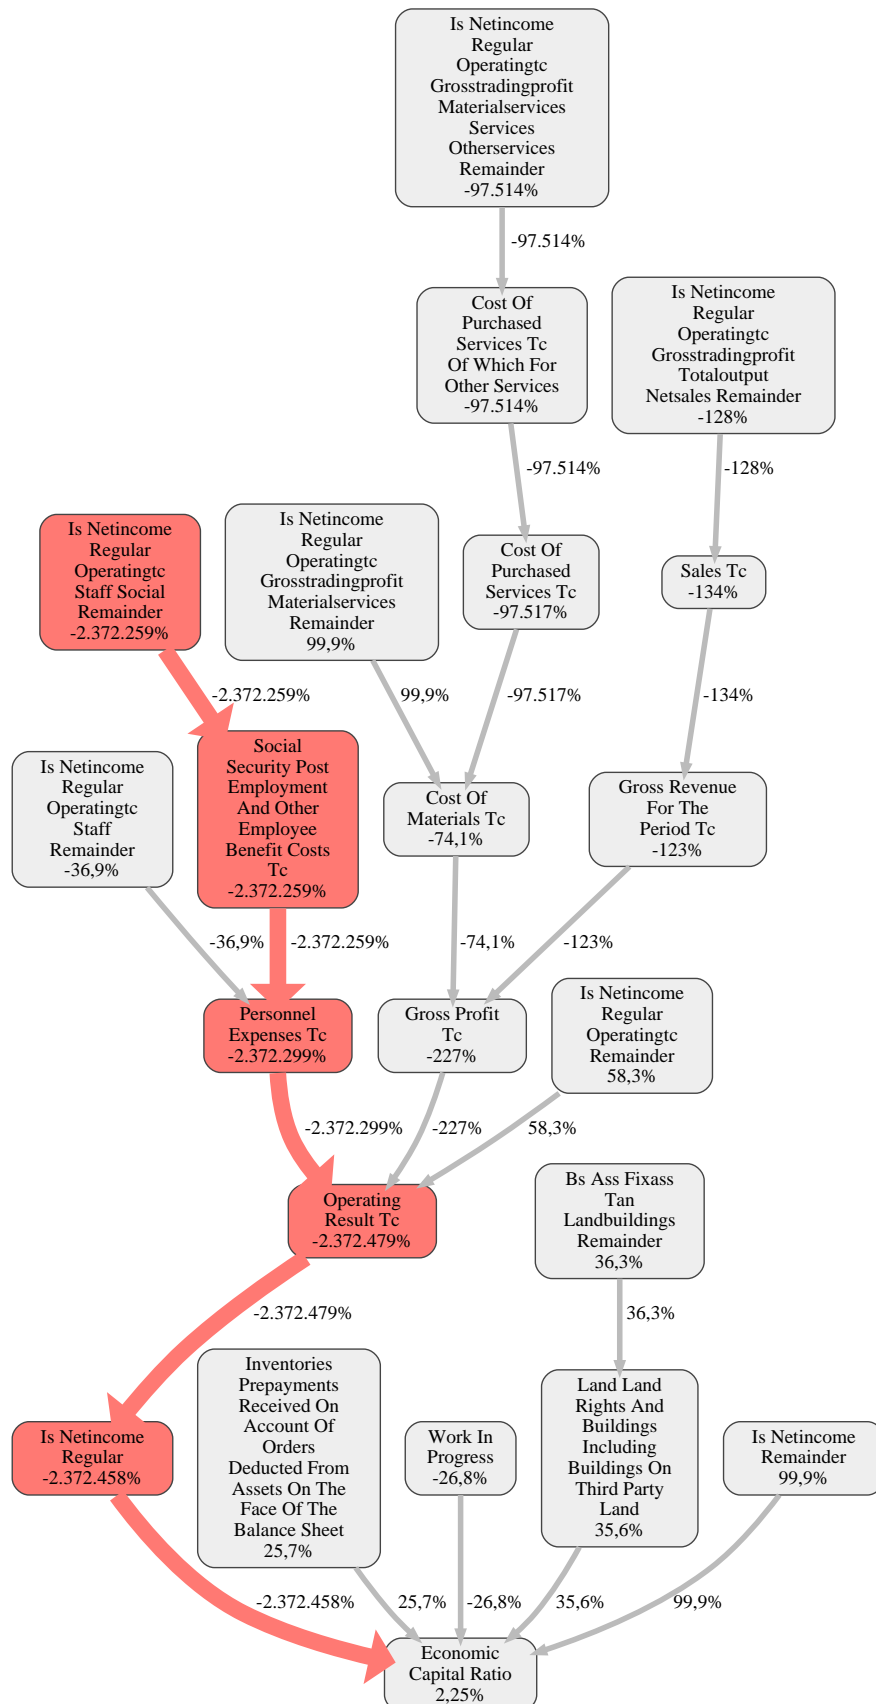 Is Netincome
Regular
Operatingtc
Grosstradingprofit
Materialservices
Services
Otherservices
Remainder
-97.514%
-97.514%
Cost Of
Purchased
Services Tc
Of Which For
Other Services
-97.514%
Is Netincome
Regular
Operatingtc
Grosstradingprofit
Totaloutput
Netsales Remainder
-128%
-97.514%
-128%
Is Netincome
Regular
Operatingtc
Staff Social
Remainder
-2.372.259%
Is Netincome
Regular
Operatingtc
Grosstradingprofit
Materialservices
Remainder
99,9%
Cost Of
Purchased
Services Tc
-97.517%
Sales Tc
-134%
-2.372.259%
99,9%
-97.517%
-134%
Is Netincome
Regular
Operatingtc
Staff
Remainder
-36,9%
Social
Security Post
Employment
And Other
Employee
Benefit Costs
Tc
-2.372.259%
Cost Of
Materials Tc
-74,1%
Gross Revenue
For The
Period Tc
-123%
-36,9%
-2.372.259%
-74,1%
-123%
Personnel
Expenses Tc
-2.372.299%
Gross Profit
Tc
-227%
Is Netincome
Regular
Operatingtc
Remainder
58,3%
-2.372.299%
-227%
58,3%
Operating
Result Tc
-2.372.479%
Bs Ass Fixass
Tan
Landbuildings
Remainder
36,3%
-2.372.479%
36,3%
Is Netincome
Regular
-2.372.458%
Inventories
Prepayments
Received On
Account Of
Orders
Deducted From
Assets On The
Face Of The
Balance Sheet
25,7%
Work In
Progress
-26,8%
Land Land
Rights And
Buildings
Including
Buildings On
Third Party
Land
35,6%
Is Netincome
Remainder
99,9%
-2.372.458%
25,7%
-26,8%
35,6%
99,9%
Economic
Capital Ratio
2,25%